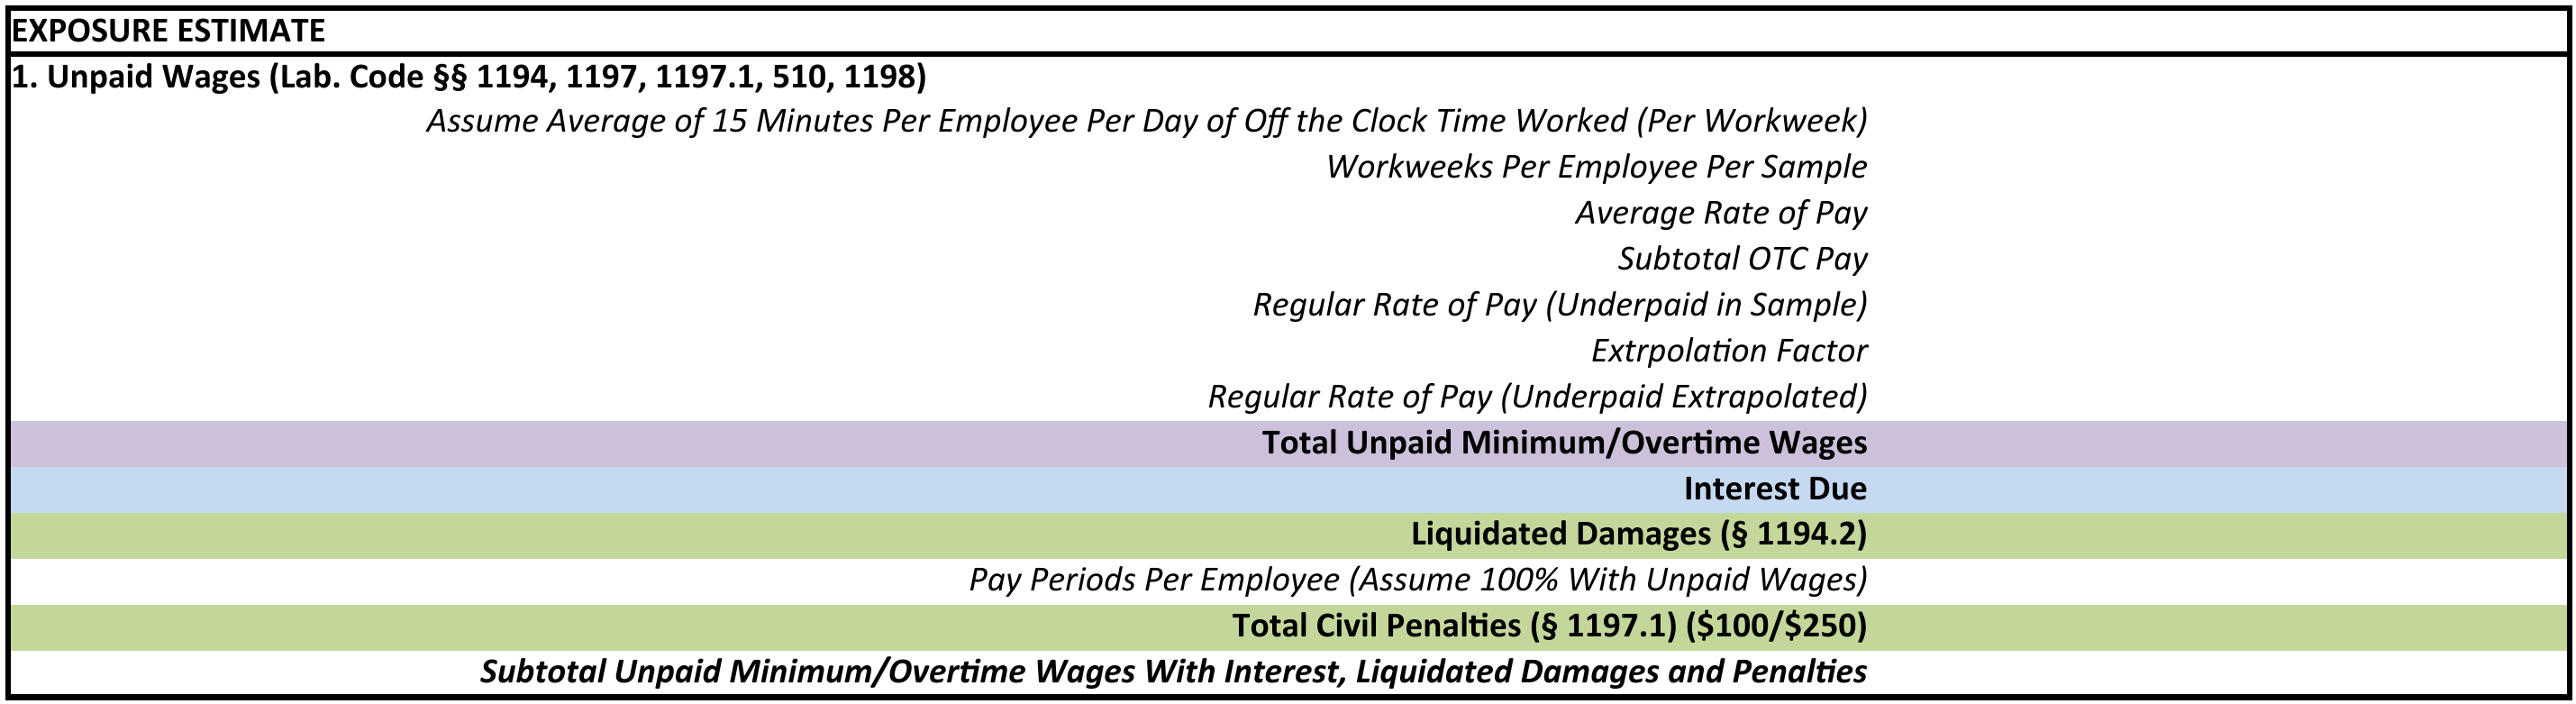 EXPOSURE ESTIMATE
1. Unpaid Wages (Lab. Code §§ 1194, 1197, 1197.1, 510, 1198)
Assume Average of 15 Minutes Per Employee Per Day of Off the Clock Time Worked (Per Workweek)
Workweeks Per Employee Per Sample
Average Rate of Pay
Subtotal OTC Pay
Regular Rate of Pay (Underpaid in Sample)
Extrpolation Factor
Regular Rate of Pay (Underpaid Extrapolated)
Total Unpaid Minimum/Overtime Wages
Interest Due
Liquidated Damages (§ 1194.2)
Pay Periods Per Employee (Assume 100% With Unpaid Wages)
Total Civil Penalties (§ 1197.1) ($100/$250)
Subtotal Unpaid Minimum/Overtime Wages With Interest, Liquidated Damages and Penalties